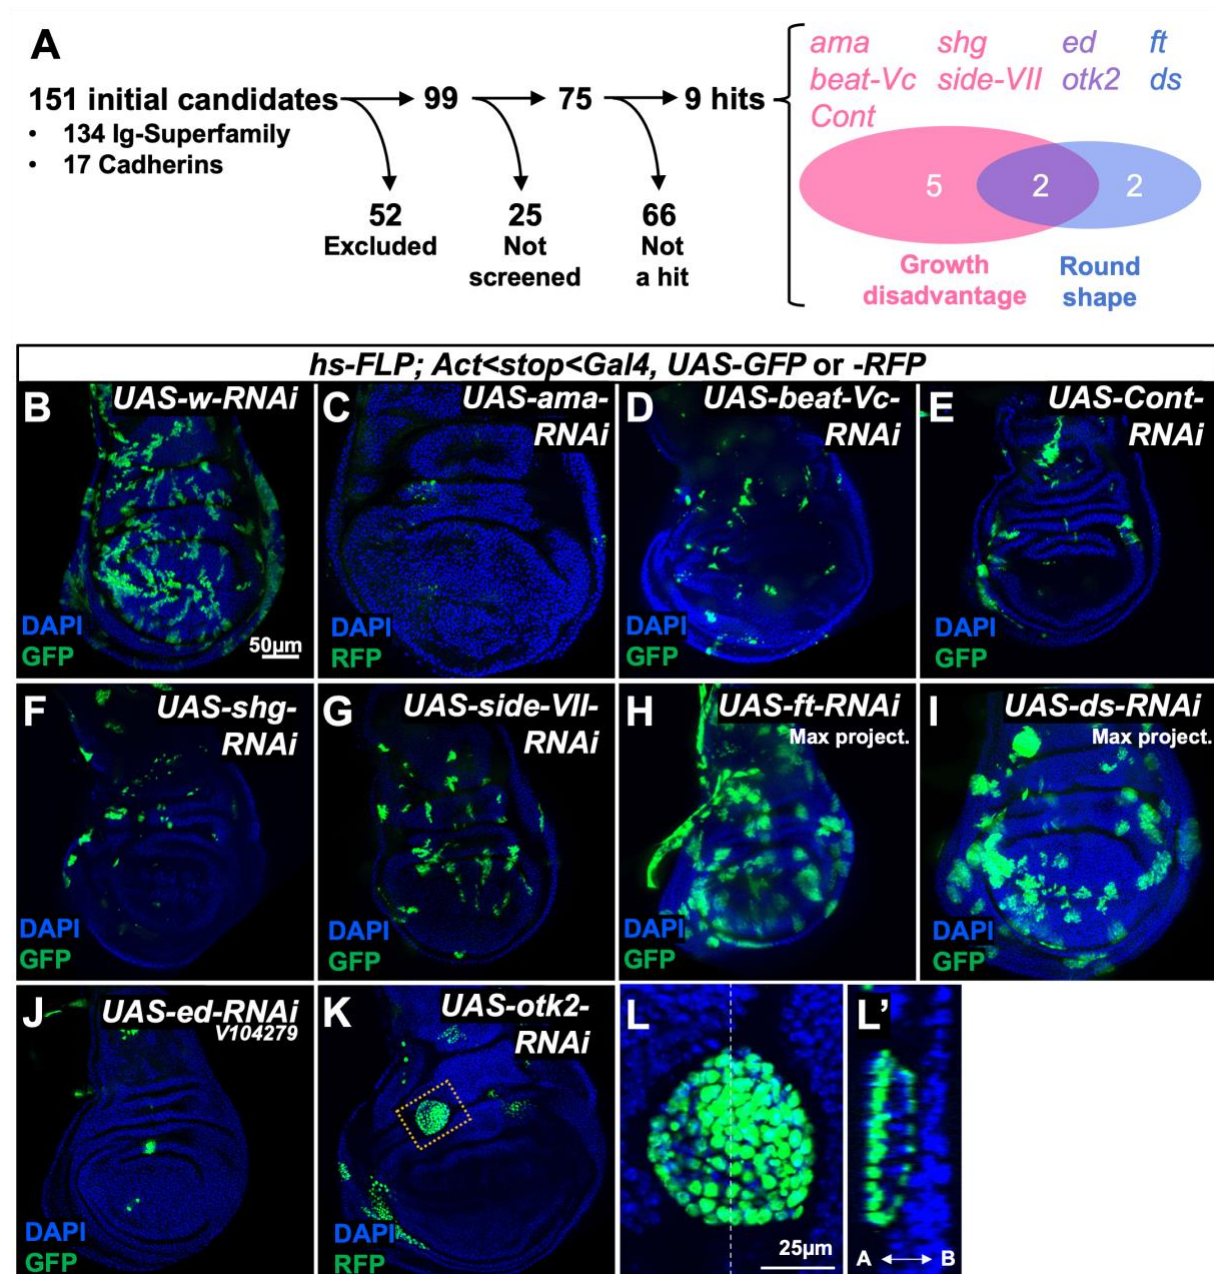 A
151 initial candidates
• 134 Ig-Superfamily
• 17 Cadherins
99
75
9 hits
52
Excluded
25
Not
screened
66
Not
a hit
ama shg ed ft
beat-Vc side-VII otk2 ds
Cont
5 2 2
Growth
disadvantage
Round
shape
hs-FLP; Act<stop<Gal4, UAS-GFP or -RFP
B
UAS-w-RNAi
DAPI
GFP
50µm
C
UAS-ama-
RNAi
DAPI
RFP
D
UAS-beat-Vc-
RNAi
DAPI
GFP
E
UAS-Cont-
RNAi
DAPI
GFP
F
UAS-shg-
RNAi
DAPI
GFP
G
UAS-side-VII-
RNAi
DAPI
GFP
H
UAS-ft-RNAi
Max project.
DAPI
GFP
I
UAS-ds-RNAi
Max project.
DAPI
GFP
J
UAS-ed-RNAi
V104279
DAPI
GFP
K
UAS-otk2-
RNAi
DAPI
RFP
L
25µm
L'
A B